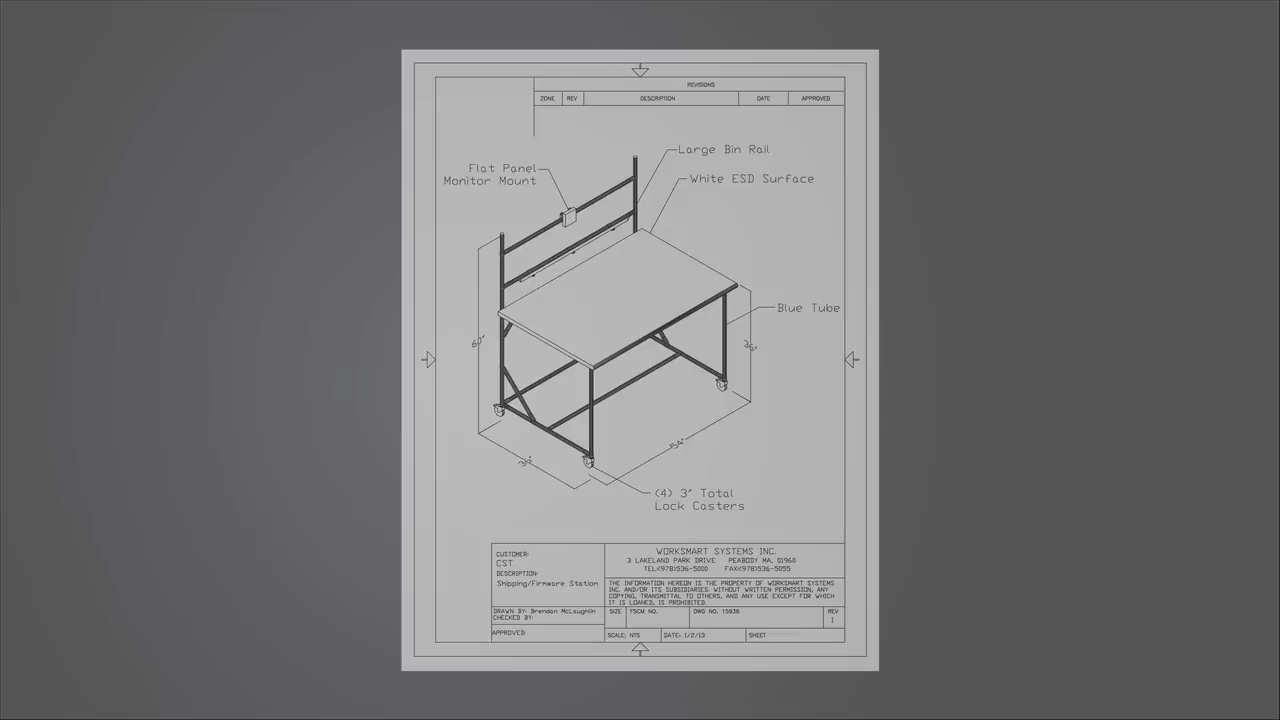 REVISIONS
ZONE REV DESCRIPTION DATE APPROVED
Large Bin Rail
Flat Panel
Monitor Mount
White ESD Surface
Blue Tube
60"
36"
36"
54"
(4) 3" Total
Lock Casters
CUSTOMER:
CST
DESCRIPTION:
Shipping/Firmware Station
DRAWN BY: Brendan McLaughlin
CHECKED BY:
APPROVED:
WORKSMART SYSTEMS INC.
3 LAKELAND PARK DRIVE PEABODY MA, 01960
TEL<978>536-5000 FAX<978>536-5055
THE INFORMATION HEREON IS THE PROPERTY OF WORKSMART SYSTEMS
INC. AND/OR ITS SUBSIDIARIES. WITHOUT WRITTEN PERMISSION, ANY
COPYING, TRANSMITTAL TO OTHERS, AND ANY USE EXCEPT FOR WHICH
IT IS LOANED, IS PROHIBITED.
SIZE FSCM NO. DWG NO. 15936 REV
1
SCALE: NTS DATE: 1/2/13 SHEET